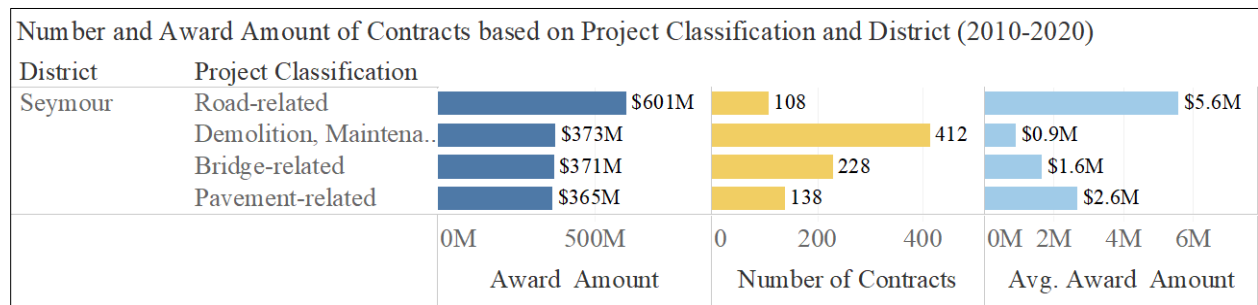 Number and Award Amount of Contracts based on Project Classification and District (2010-2020)
District Project Classification
Seymour Road-related $601M 108 $5.6M
Demolition, Maintena.. $373M 412 $0.9M
Bridge-related $371M 228 $1.6M
Pavement-related $365M 138 $2.6M
0M 500M 0 200 400 0M 2M 4M 6M
Award Amount Number of Contracts Avg. Award Amount